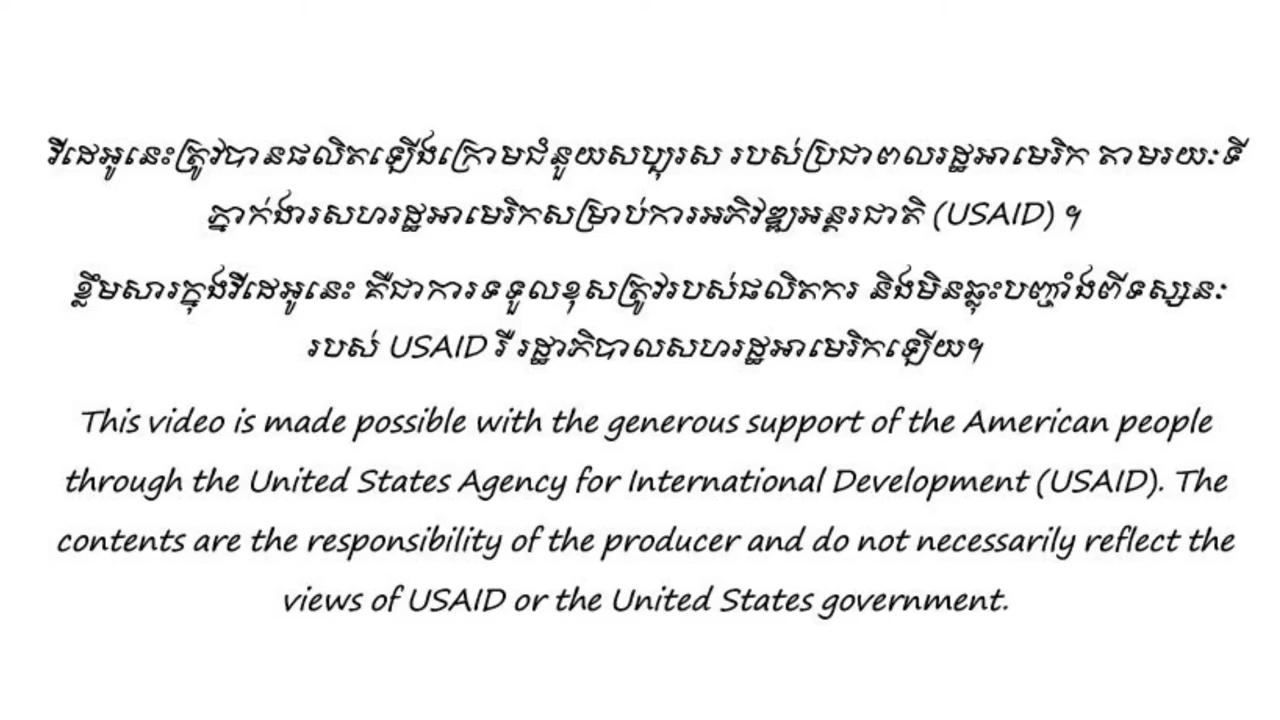 វីដេអូនេះត្រូវបានផលិតឡើងក្រោមជំនួយសប្បុរស របស់ប្រជាពលរដ្ឋអាមេរិក តាមរយៈទី
ភ្នាក់ងារសហរដ្ឋអាមេរិកសម្រាប់ការអភិវឌ្ឍអន្តរជាតិ (USAID) ។
ខ្លឹមសារក្នុងវីដេអូនេះ គឺជាការទទួលខុសត្រូវរបស់ផលិតករ និងមិនឆ្លុះបញ្ចាំងពីទស្សនៈ
របស់ USAID រឺ រដ្ឋាភិបាលសហរដ្ឋអាមេរិកឡើយ។
This video is made possible with the generous support of the American people
through the United States Agency for International Development (USAID). The
contents are the responsibility of the producer and do not necessarily reflect the
views of USAID or the United States government.